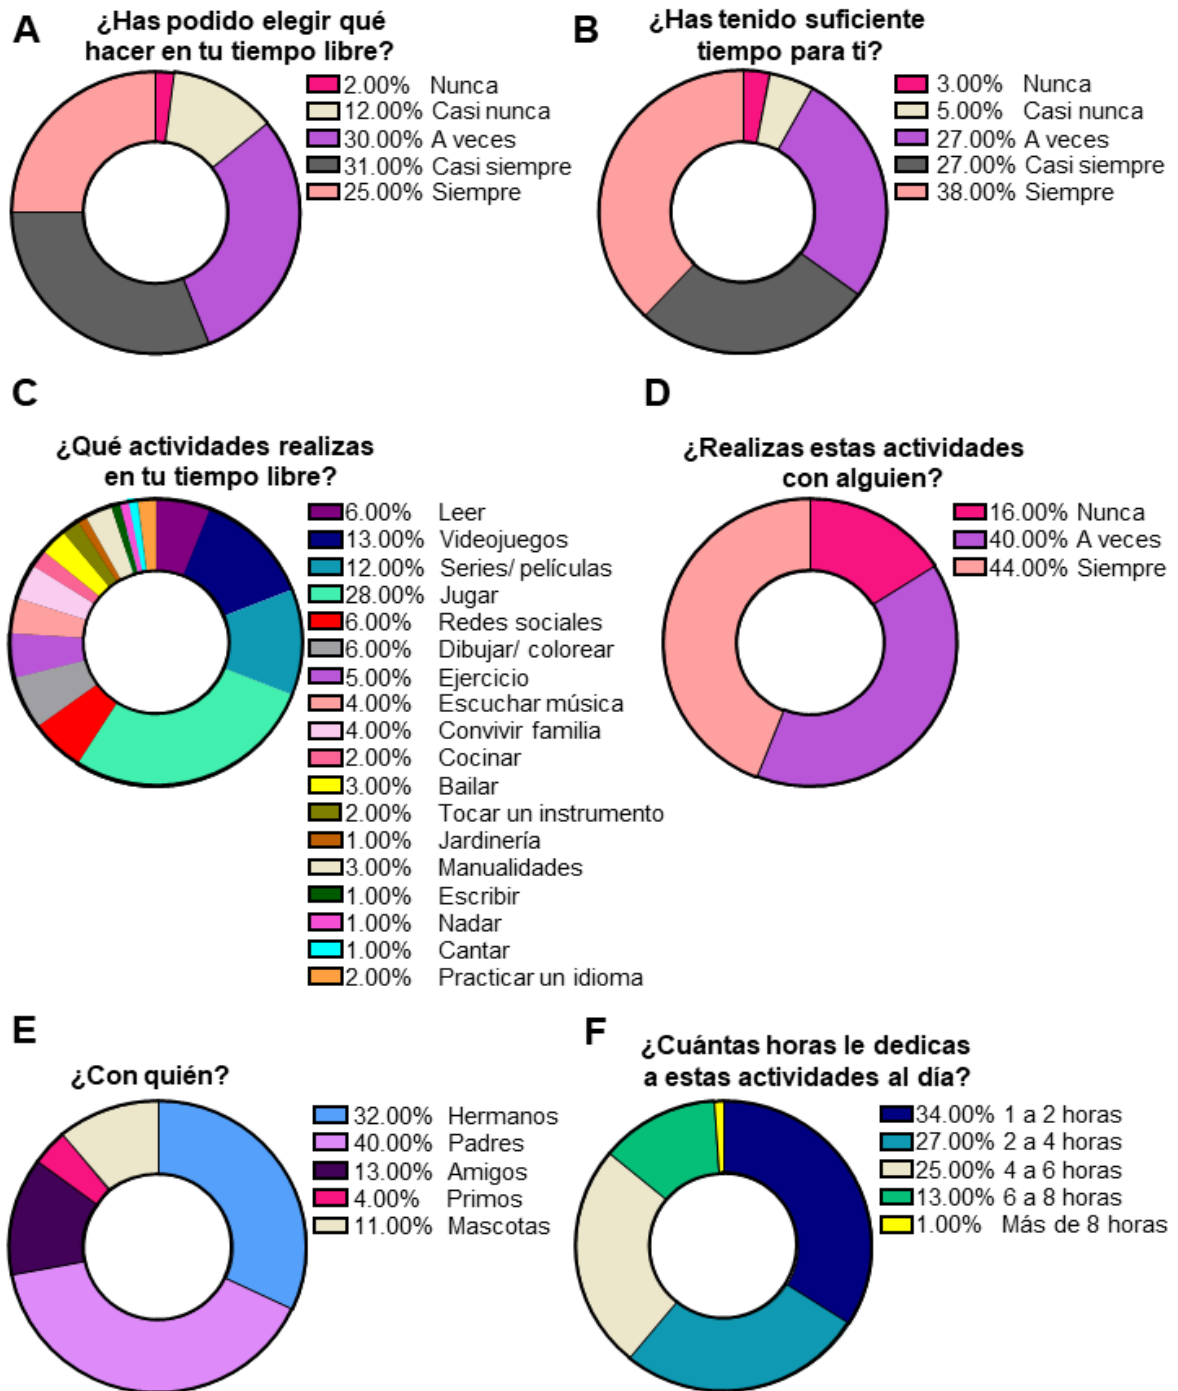 A
¿Has podido elegir qué
hacer en tu tiempo libre?
2.00% Nunca
12.00% Casi nunca
30.00% A veces
31.00% Casi siempre
25.00% Siempre
B
¿Has tenido suficiente
tiempo para ti?
3.00% Nunca
5.00% Casi nunca
27.00% A veces
27.00% Casi siempre
38.00% Siempre
C
¿Qué actividades realizas
en tu tiempo libre?
6.00% Leer
13.00% Videojuegos
12.00% Series/ películas
28.00% Jugar
6.00% Redes sociales
6.00% Dibujar/ colorear
5.00% Ejercicio
4.00% Escuchar música
4.00% Convivir familia
2.00% Cocinar
3.00% Bailar
2.00% Tocar un instrumento
1.00% Jardinería
3.00% Manualidades
1.00% Escribir
1.00% Nadar
1.00% Cantar
2.00% Practicar un idioma
D
¿Realizas estas actividades
con alguien?
16.00% Nunca
40.00% A veces
44.00% Siempre
E
¿Con quién?
32.00% Hermanos
40.00% Padres
13.00% Amigos
4.00% Primos
11.00% Mascotas
F
¿Cuántas horas le dedicas
a estas actividades al día?
34.00% 1 a 2 horas
27.00% 2 a 4 horas
25.00% 4 a 6 horas
13.00% 6 a 8 horas
1.00% Más de 8 horas